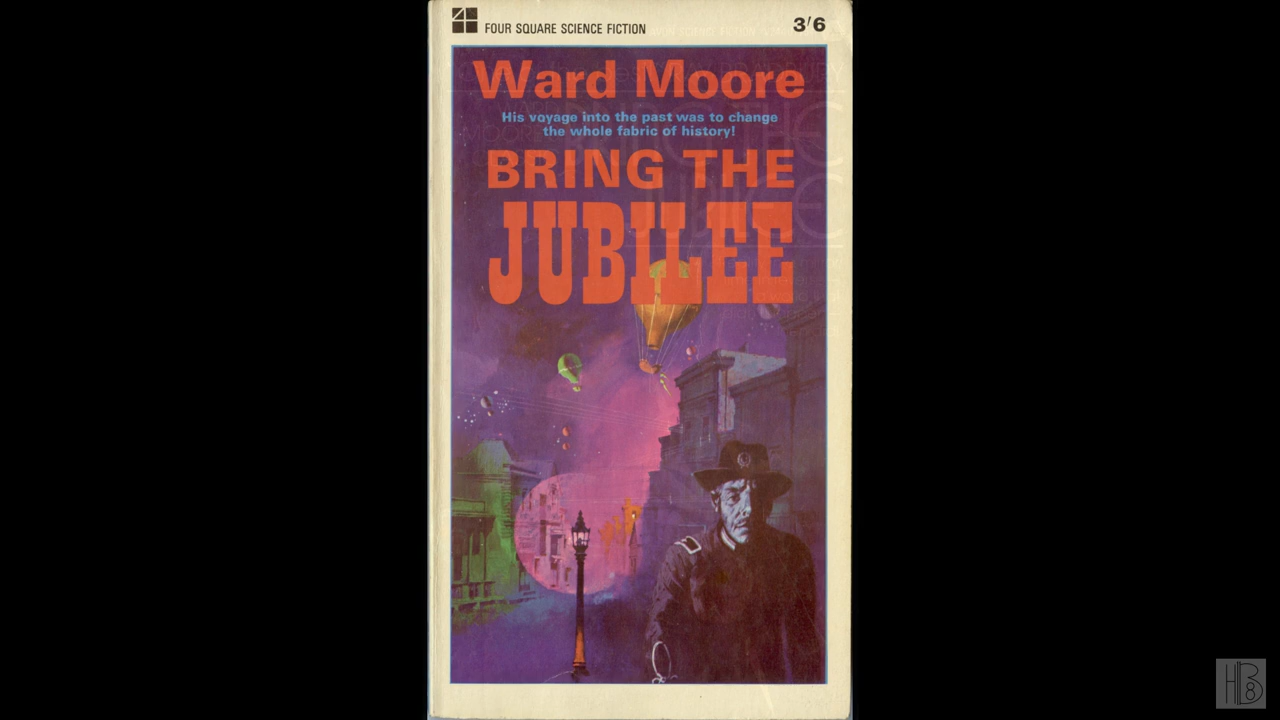 FOUR SQUARE SCIENCE FICTION
3/6
Ward Moore
His voyage into the past was to change
the whole fabric of history!
BRING THE
JUBILEE
HB8